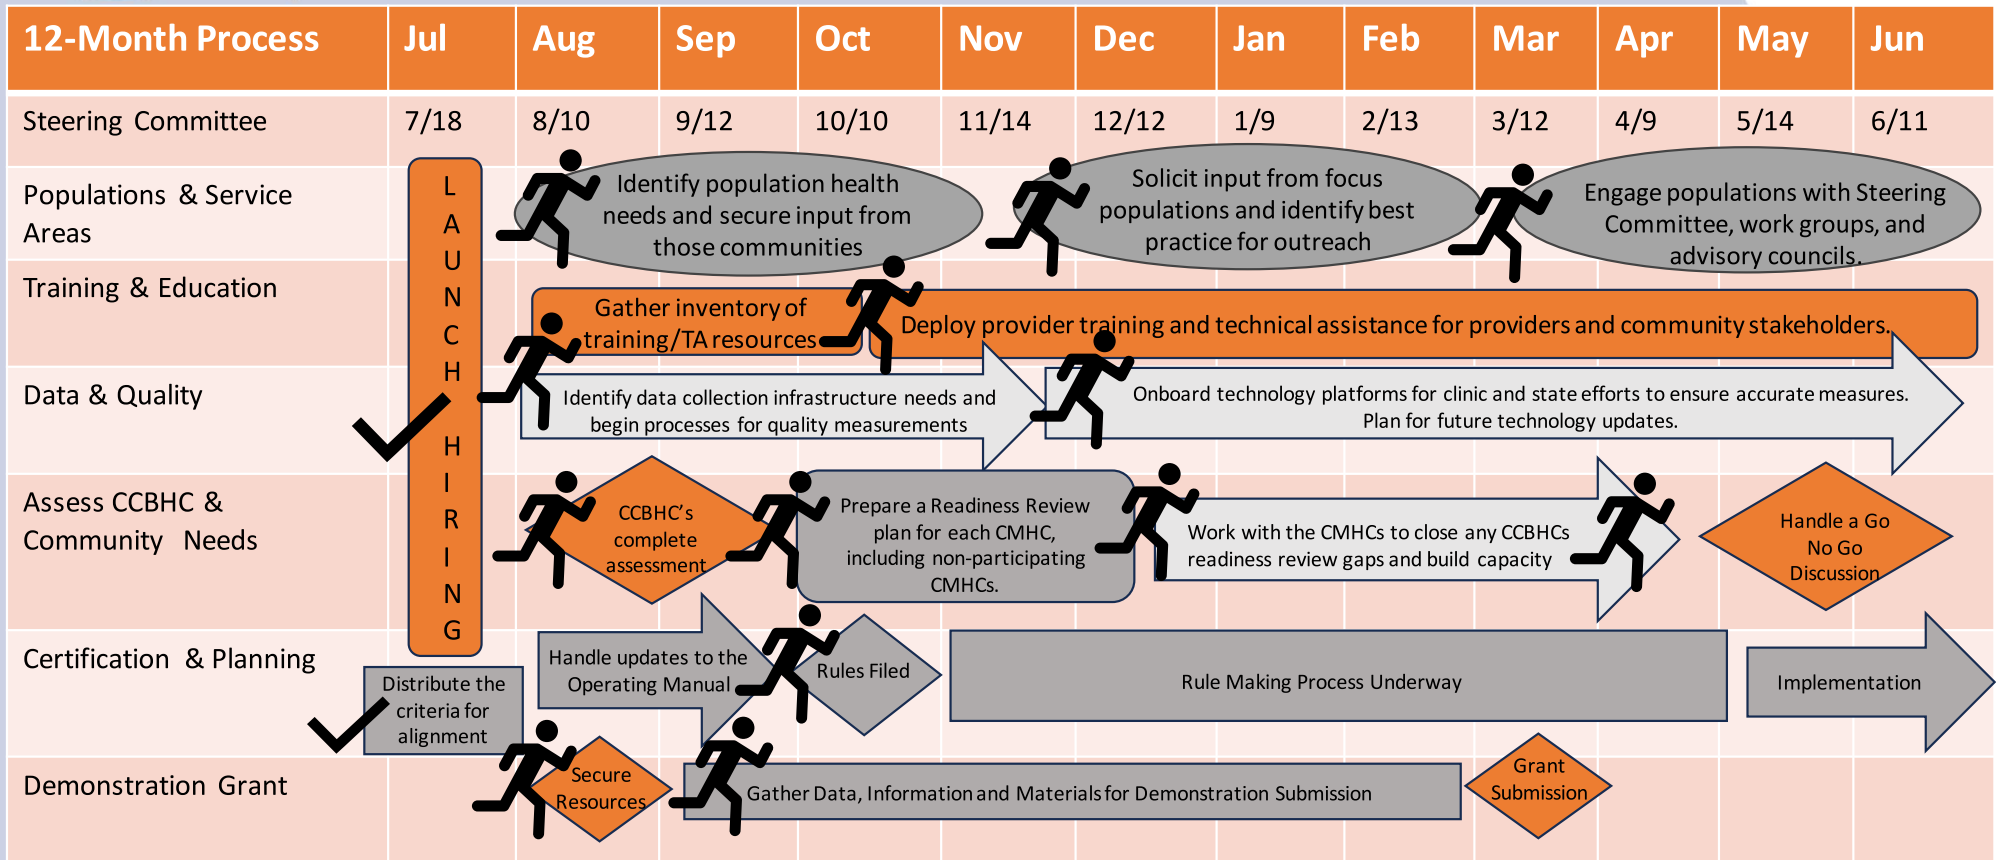 12-Month Process Jul Aug Sep Oct Nov Dec Jan Feb Mar Apr May Jun
Steering Committee 7/18 8/10 9/12 10/10 11/14 12/12 1/9 2/13 3/12 4/9 5/14 6/11
LAUNCH HIRING
Populations & Service
Areas
Identify population health
needs and secure input from
those communities
Solicit input from focus
populations and identify best
practice for outreach
Engage populations with Steering
Committee, work groups, and
advisory councils.
Training & Education
Gather inventory of
training/TA resources
Deploy provider training and technical assistance for providers and community stakeholders.
Data & Quality
Identify data collection infrastructure needs and
begin processes for quality measurements
Onboard technology platforms for clinic and state efforts to ensure accurate measures.
Plan for future technology updates.
Assess CCBHC &
Community Needs
CCBHC’s
complete
assessment
Prepare a Readiness Review
plan for each CMHC,
including non-participating
CMHCs.
Work with the CMHCs to close any CCBHCs
readiness review gaps and build capacity
Handle a Go
No Go
Discussion
Certification & Planning
Distribute the
criteria for
alignment
Handle updates to the
Operating Manual
Rules Filed
Rule Making Process Underway
Implementation
Demonstration Grant
Secure
Resources
Gather Data, Information and Materials for Demonstration Submission
Grant
Submission